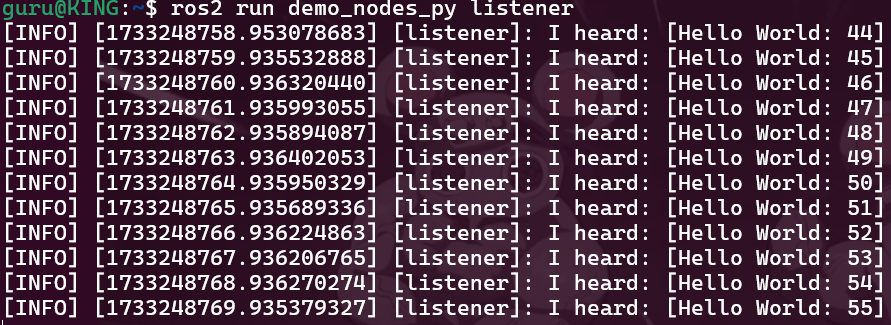 guru@KING:~$ ros2 run demo_nodes_py listener
[INFO] [1733248758.953078683] [listener]: I heard: [Hello World: 44]
[INFO] [1733248759.935532888] [listener]: I heard: [Hello World: 45]
[INFO] [1733248760.936320440] [listener]: I heard: [Hello World: 46]
[INFO] [1733248761.935993055] [listener]: I heard: [Hello World: 47]
[INFO] [1733248762.935894087] [listener]: I heard: [Hello World: 48]
[INFO] [1733248763.936402053] [listener]: I heard: [Hello World: 49]
[INFO] [1733248764.935950329] [listener]: I heard: [Hello World: 50]
[INFO] [1733248765.935689336] [listener]: I heard: [Hello World: 51]
[INFO] [1733248766.936224863] [listener]: I heard: [Hello World: 52]
[INFO] [1733248767.936206765] [listener]: I heard: [Hello World: 53]
[INFO] [1733248768.936270274] [listener]: I heard: [Hello World: 54]
[INFO] [1733248769.935379327] [listener]: I heard: [Hello World: 55]